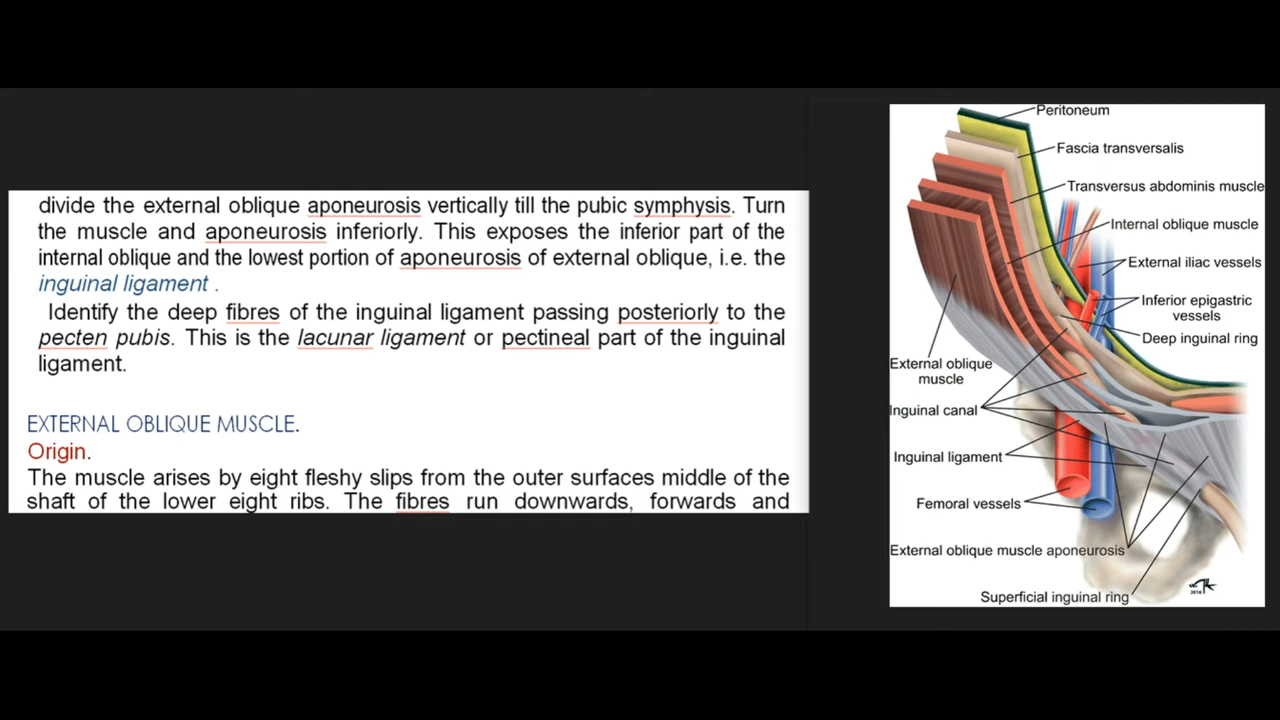 divide the external oblique aponeurosis vertically till the pubic symphysis. Turn
the muscle and aponeurosis inferiorly. This exposes the inferior part of the
internal oblique and the lowest portion of aponeurosis of external oblique, i.e. the
inguinal ligament .
Identify the deep fibres of the inguinal ligament passing posteriorly to the
pecten pubis. This is the lacunar ligament or pectineal part of the inguinal
ligament.
EXTERNAL OBLIQUE MUSCLE.
Origin.
The muscle arises by eight fleshy slips from the outer surfaces middle of the
shaft of the lower eight ribs. The fibres run downwards, forwards and
Peritoneum
Fascia transversalis
Transversus abdominis muscle
Internal oblique muscle
External iliac vessels
Inferior epigastric
vessels
Deep inguinal ring
External oblique
muscle
Inguinal canal
Inguinal ligament
Femoral vessels
External oblique muscle aponeurosis
Superficial inguinal ring